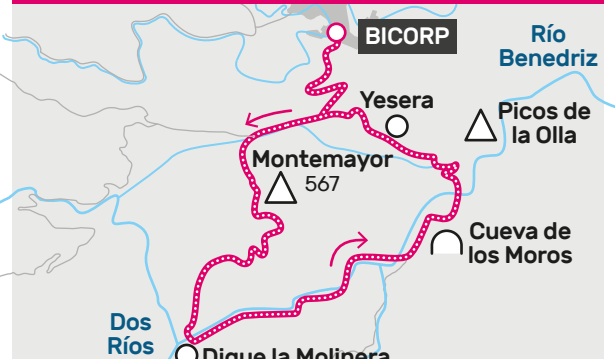 BICORP
Río
Benedriz
Yesera
Picos de
la Olla
Montemayor
567
Cueva de
los Moros
Dos
Ríos
Dique la Molinera